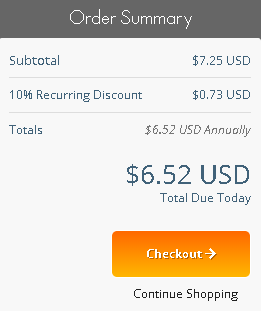 Order Summary
Subtotal $7.25 USD
10% Recurring Discount $0.73 USD
Totals $6.52 USD Annually
$6.52 USD
Total Due Today
Checkout →
Continue Shopping